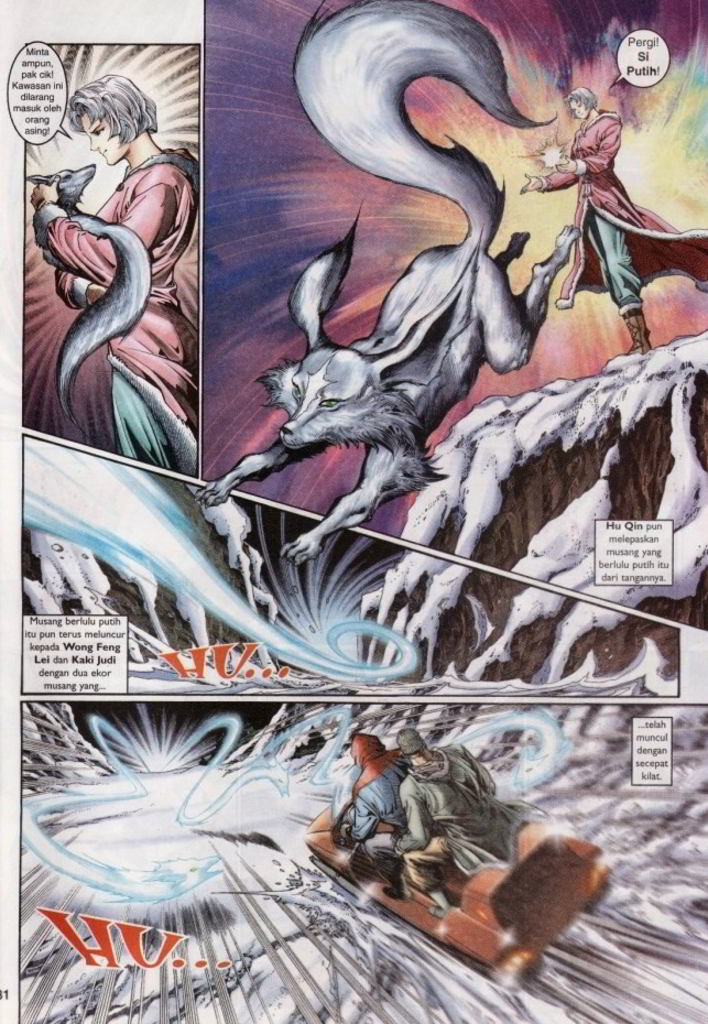 Minta
ampun,
pak cik!
Kawasan ini
dilarang
masuk oleh
orang
asing!
Pergi!
Si
Putih!
Hu Qin pun
melepaskan
musang yang
berlulu putih itu
dari tangannya.
Musang berlulu putih
itu pun terus meluncur
kepada Wong Feng
Lei dan Kaki Judi
dengan dua ekor
musang yang...
HU...
...telah
muncul
dengan
secepat
kilat.
HU...